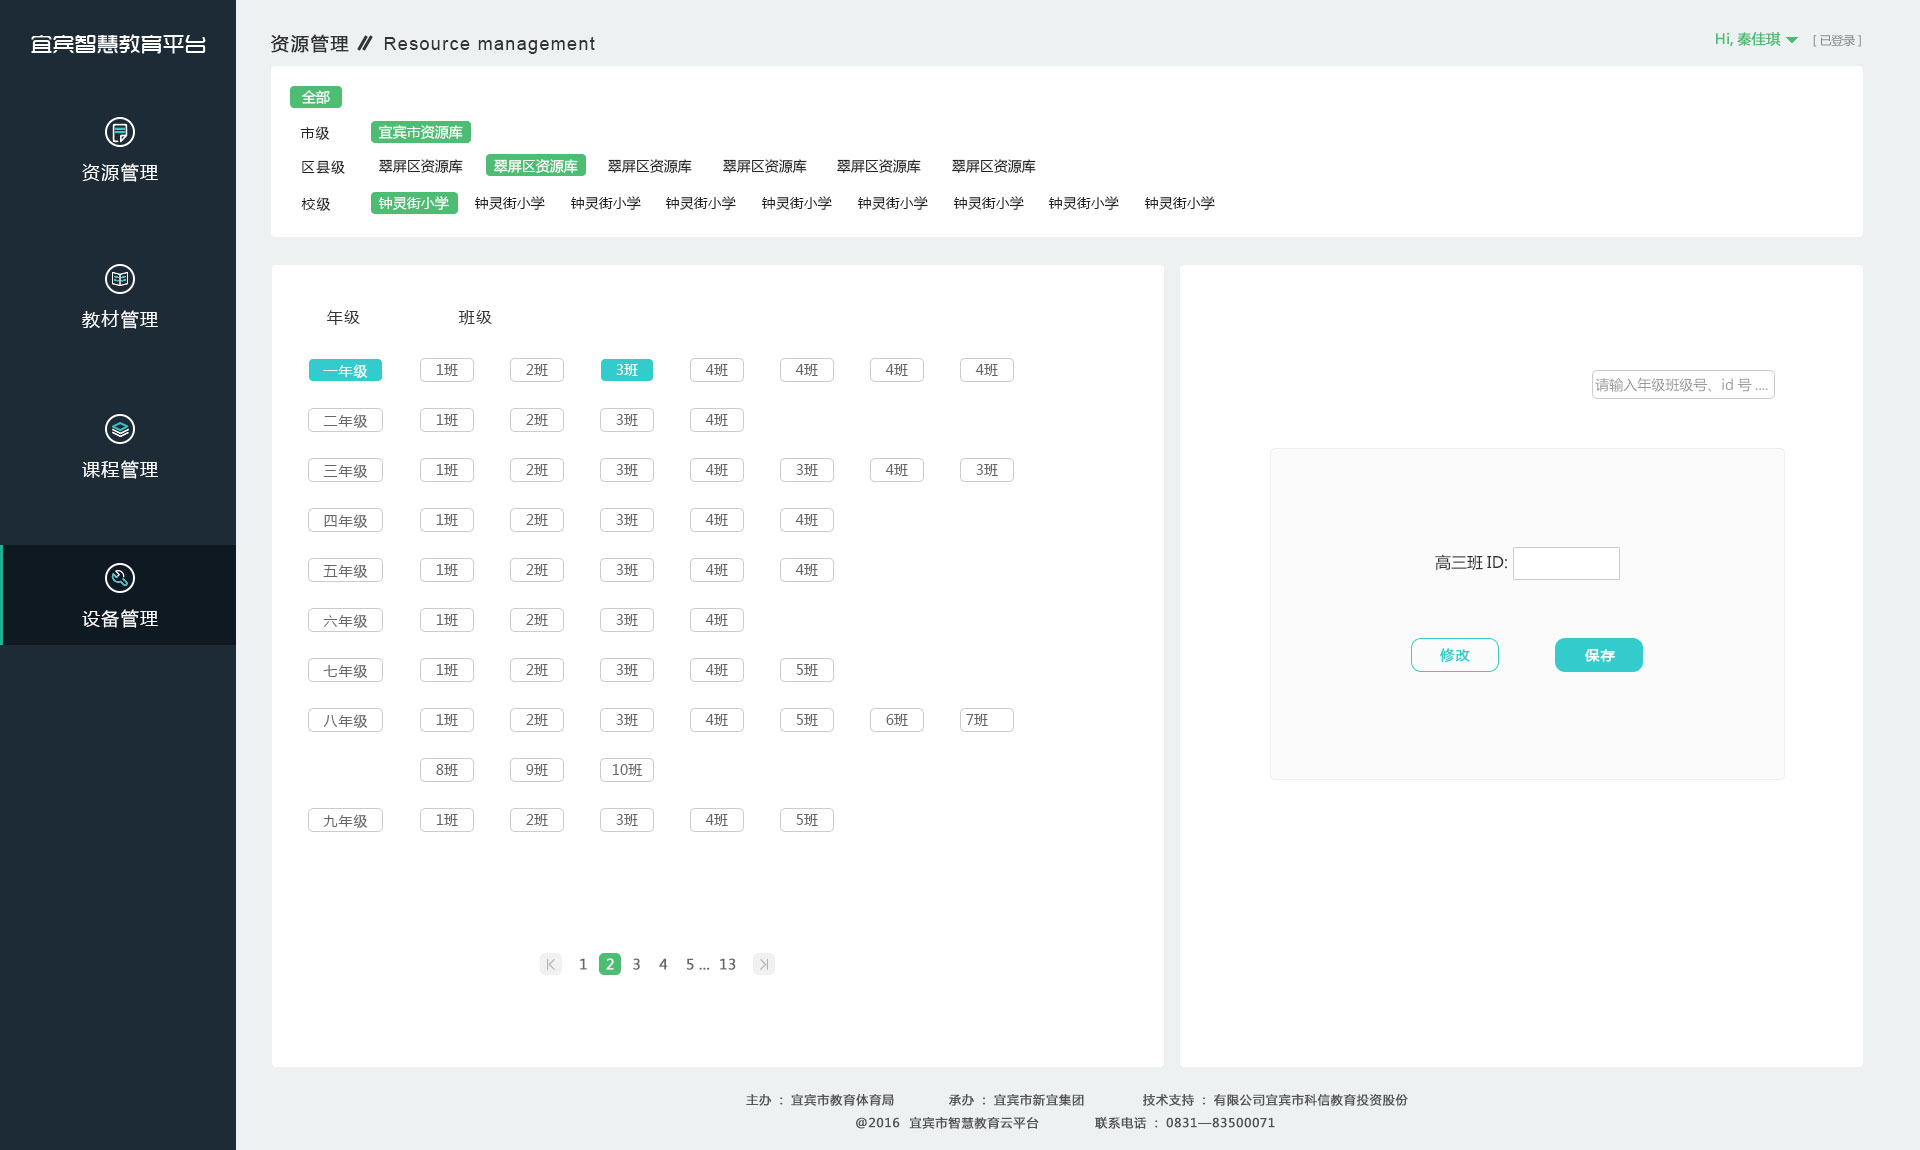 宜宾智慧教育平台
资源管理
教材管理
课程管理
设备管理
资源管理 // Resource management
Hi, 秦佳琪 [ 已登录 ]
全部
市级 宜宾市资源库
区县级 翠屏区资源库 翠屏区资源库 翠屏区资源库 翠屏区资源库 翠屏区资源库 翠屏区资源库
校级 钟灵街小学 钟灵街小学 钟灵街小学 钟灵街小学 钟灵街小学 钟灵街小学 钟灵街小学 钟灵街小学 钟灵街小学
年级 班级
一年级 1班 2班 3班 4班 4班 4班 4班
二年级 1班 2班 3班 4班
三年级 1班 2班 3班 4班 3班 4班 3班
四年级 1班 2班 3班 4班 4班
五年级 1班 2班 3班 4班 4班
六年级 1班 2班 3班 4班
七年级 1班 2班 3班 4班 5班
八年级 1班 2班 3班 4班 5班 6班 7班
8班 9班 10班
九年级 1班 2班 3班 4班 5班
1 2 3 4 5 ... 13
请输入年级班级号、id 号 ....
高三班 ID:
修改 保存
主办 ： 宜宾市教育体育局 承办 ： 宜宾市新宜集团 技术支持 ： 有限公司宜宾市科信教育投资股份
@2016 宜宾市智慧教育云平台 联系电话 ： 0831—83500071